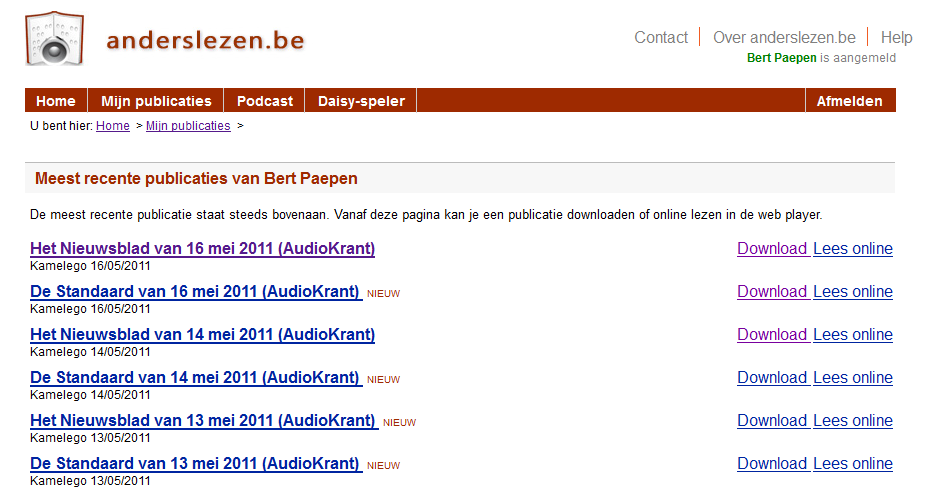 anderslezen.be
Contact Over anderslezen.be Help
Bert Paepen is aangemeld
Home Mijn publicaties Podcast Daisy-speler Afmelden
U bent hier: Home > Mijn publicaties >
Meest recente publicaties van Bert Paepen
De meest recente publicatie staat steeds bovenaan. Vanaf deze pagina kan je een publicatie downloaden of online lezen in de web player.
Het Nieuwsblad van 16 mei 2011 (AudioKrant) Download Lees online
Kamelego 16/05/2011
De Standaard van 16 mei 2011 (AudioKrant) NIEUW Download Lees online
Kamelego 16/05/2011
Het Nieuwsblad van 14 mei 2011 (AudioKrant) Download Lees online
Kamelego 14/05/2011
De Standaard van 14 mei 2011 (AudioKrant) NIEUW Download Lees online
Kamelego 14/05/2011
Het Nieuwsblad van 13 mei 2011 (AudioKrant) NIEUW Download Lees online
Kamelego 13/05/2011
De Standaard van 13 mei 2011 (AudioKrant) NIEUW Download Lees online
Kamelego 13/05/2011